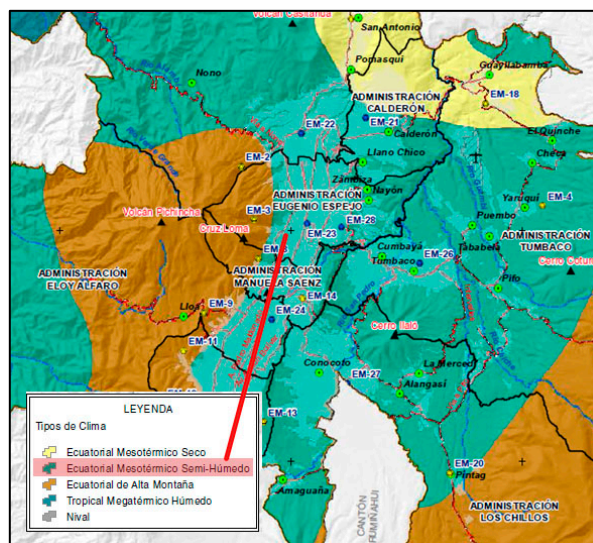 Volcán Casitahua
San Antonio
Pomasqui
Guayllabamba
Nono
EM-18
ADMINISTRACIÓN
CALDERÓN
EM-22
EM-21
Calderón
El Quinche
Llano Chico
Checa
EM-2
Zámbiza
Nayón
ADMINISTRACIÓN
EUGENIO ESPEJO
Yaruquí
EM-4
Volcán Pichincha
EM-3
EM-28
Puembo
Cruz Loma
EM-23
Tababela
ADMINISTRACIÓN
TUMBACO
Cumbayá
EM-26
Tumbaco
ADMINISTRACIÓN
ELOY ALFARO
ADMINISTRACIÓN
MANUELA SAENZ
Pifo
EM-14
Lloa
EM-9
EM-24
Cerro Ilaló
EM-11
Conocoto
EM-27
La Merced
Alangasí
EM-13
EM-20
Píntag
Amaguaña
CANTÓN
RUMIÑAHUI
ADMINISTRACIÓN
LOS CHILLOS
LEYENDA
Tipos de Clima
Ecuatorial Mesotérmico Seco
Ecuatorial Mesotérmico Semi-Húmedo
Ecuatorial de Alta Montaña
Tropical Megatérmico Húmedo
Nival